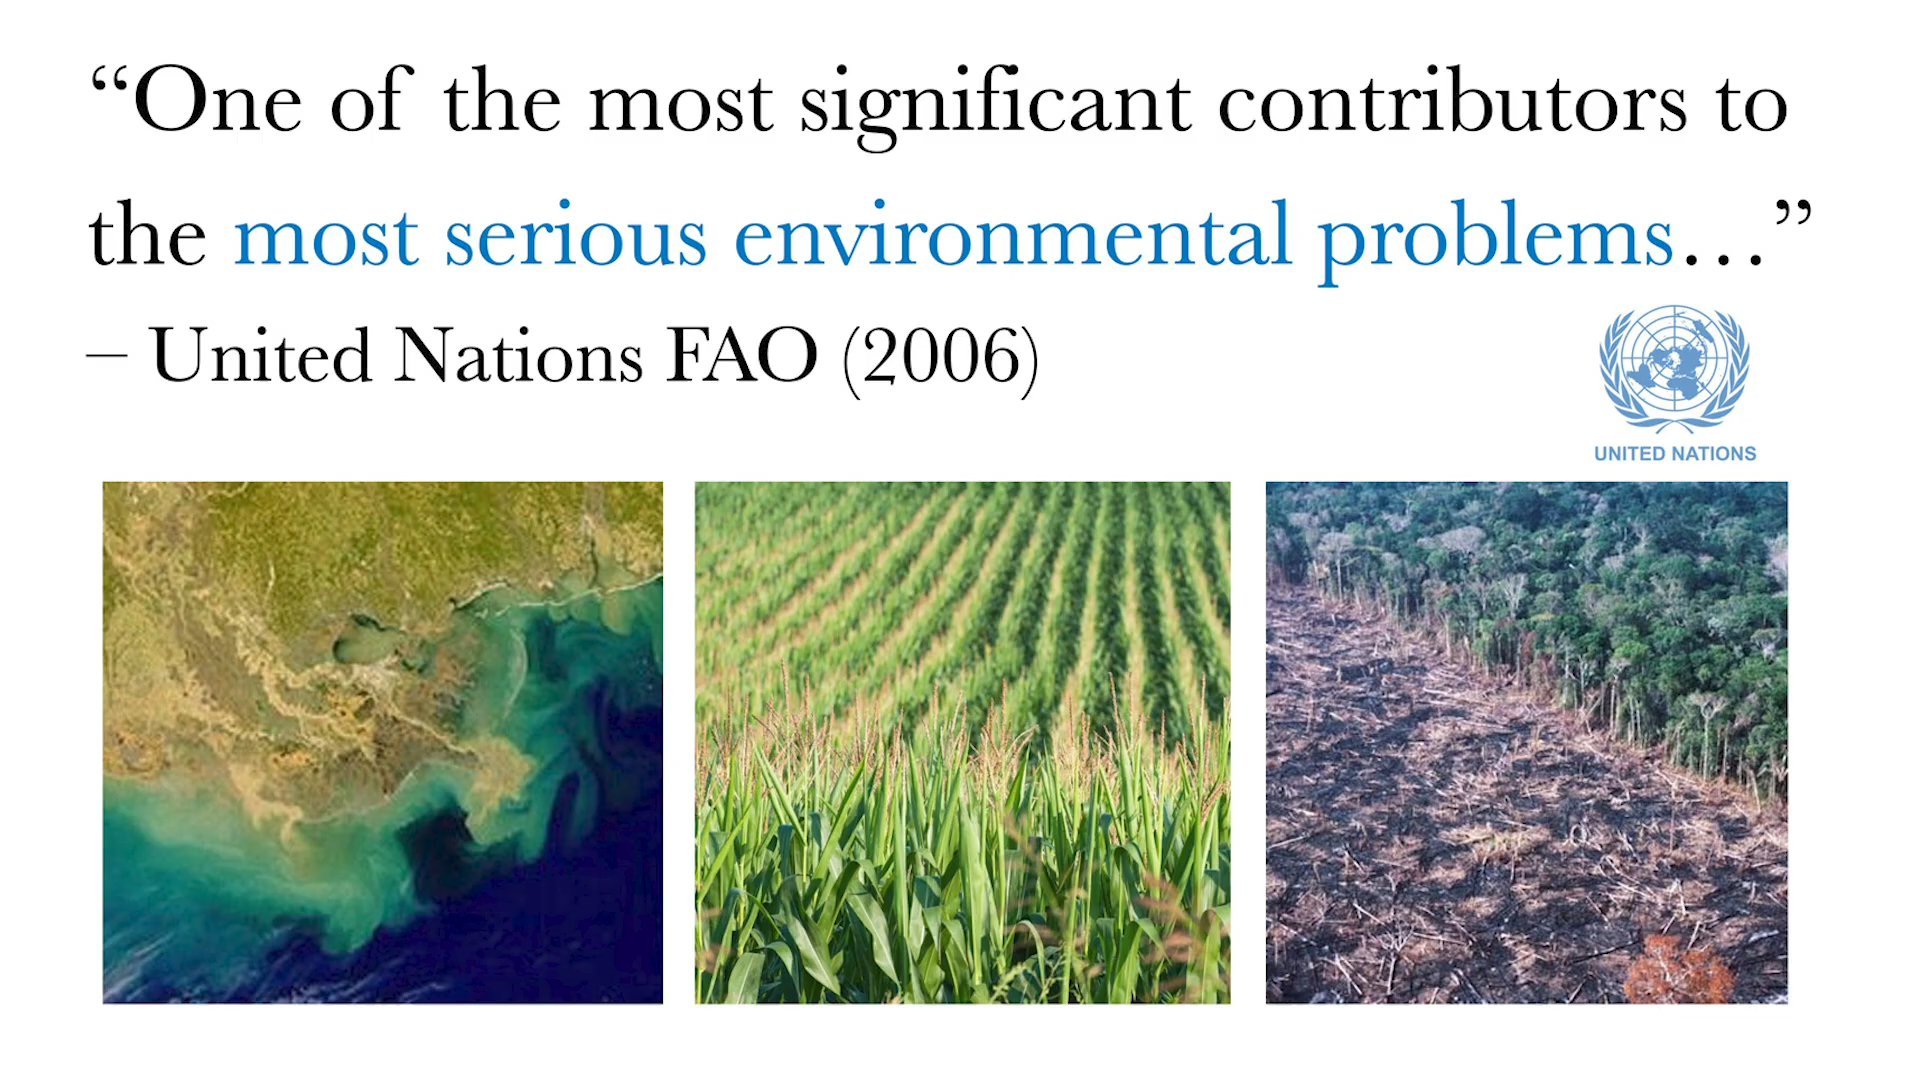 “One of the most significant contributors to
the most serious environmental problems…”
– United Nations FAO (2006)
UNITED NATIONS